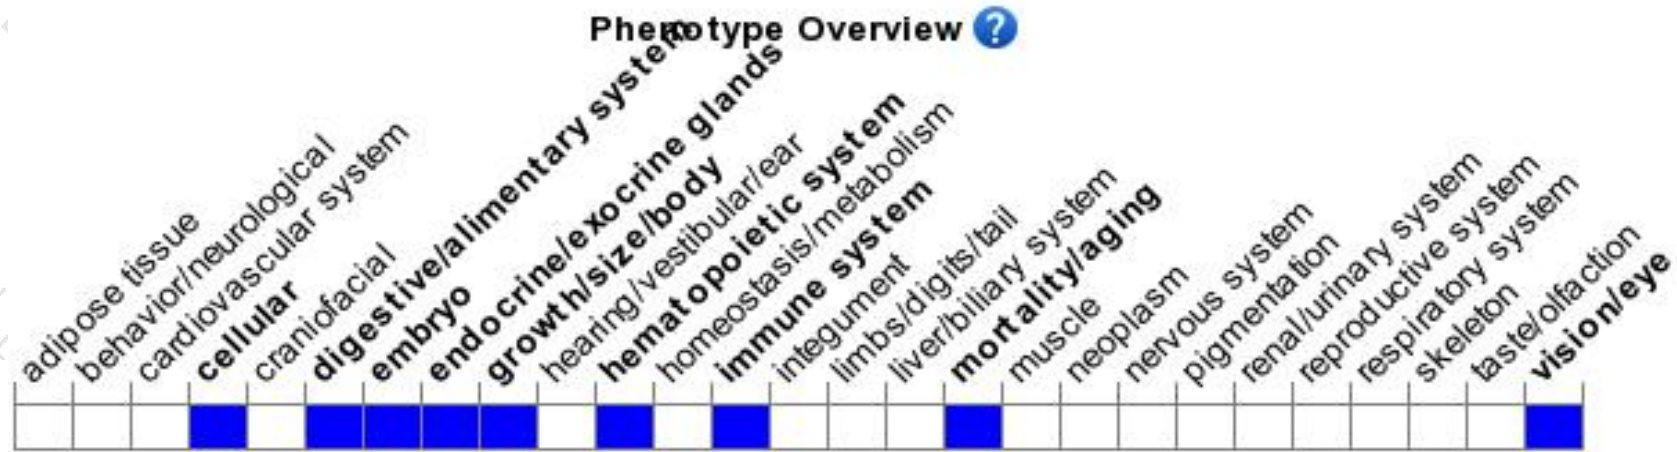 Phenotype Overview ?
adipose tissue
behavior/neurological
cardiovascular system
cellular
craniofacial
digestive/alimentary system
embryo
endocrine/exocrine glands
growth/size/body
hearing/vestibular/ear
hematopoietic system
homeostasis/metabolism
immune system
integument
limbs/digits/tail
liver/biliary system
mortality/aging
muscle
neoplasm
nervous system
pigmentation
renal/urinary system
reproductive system
respiratory system
skeleton
taste/olfaction
vision/eye